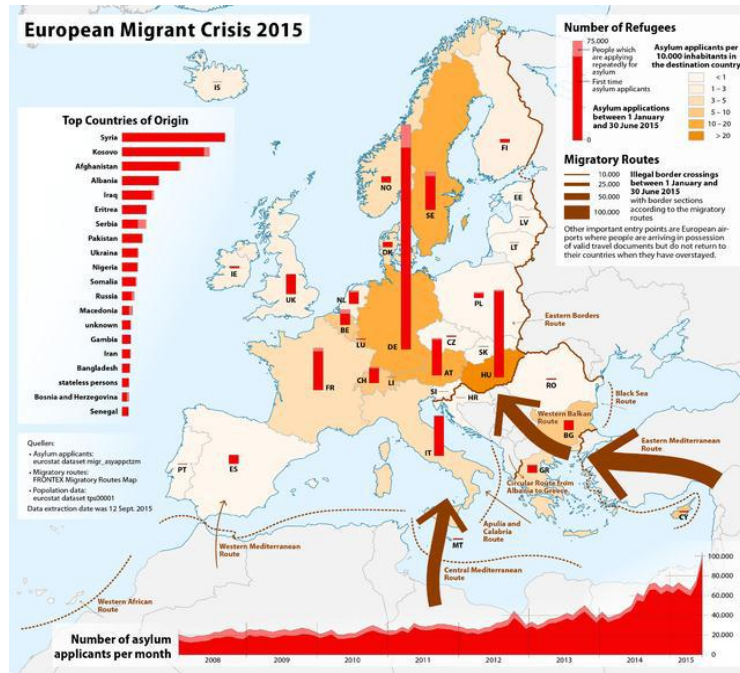 European Migrant Crisis 2015
Number of Refugees
75.000
People which
are applying
repeatedly for
asylum
First time
asylum applicants
0
Asylum applications
between 1 January
and 30 June 2015
Asylum applicants per
10.000 inhabitants in
the destination country
< 1
1 – 3
3 – 5
5 – 10
10 – 20
> 20
Migratory Routes
10.000
25.000
50.000
100.000
Illegal border crossings
between 1 January and
30 June 2015
with border sections
according to the migratory
routes
Other important entry points are European air-
ports where people are arriving in possession
of valid travel documents but do not return to
their countries when they have overstayed.
Top Countries of Origin
Syria
Kosovo
Afghanistan
Albania
Iraq
Eritrea
Serbia
Pakistan
Ukraina
Nigeria
Somalia
Russia
Macedonia
unknown
Gambia
Iran
Bangladesh
stateless persons
Bosnia and Herzegovina
Senegal
Quellen:
• Asylum applicants:
eurostat dataset migr_asyappctzm
• Migratory routes:
FRONTEX Migratory Routes Map
• Population data:
eurostat dataset tps00001
Data extraction date was 12 Sept. 2015
IS
NO
SE
FI
EE
LV
LT
DK
IE
UK
NL
BE
LU
DE
PL
CZ
SK
FR
CH
LI
AT
HU
SI
HR
RO
BG
IT
PT
ES
GR
MT
CY
Eastern Borders
Route
Black Sea
Route
Western Balkan
Route
Eastern Mediterranean
Route
Circular Route from
Albania to Greece
Apulia and
Calabria
Route
Central Mediterranean
Route
Western Mediterranean
Route
Western African
Route
Number of asylum
applicants per month
100.000
80.000
60.000
40.000
20.000
0
2008
2009
2010
2011
2012
2013
2014
2015